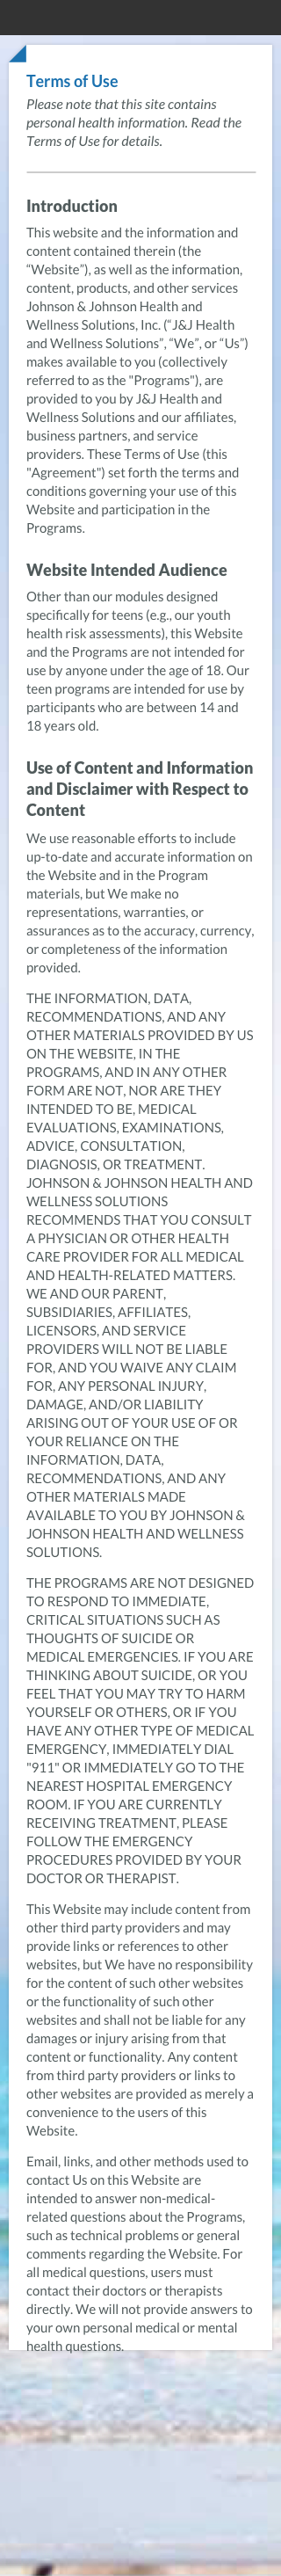 Terms of Use
Please note that this site contains
personal health information. Read the
Terms of Use for details.
Introduction
This website and the information and
content contained therein (the
“Website”), as well as the information,
content, products, and other services
Johnson & Johnson Health and
Wellness Solutions, Inc. (“J&J Health
and Wellness Solutions”, “We”, or “Us”)
makes available to you (collectively
referred to as the "Programs"), are
provided to you by J&J Health and
Wellness Solutions and our affiliates,
business partners, and service
providers. These Terms of Use (this
"Agreement") set forth the terms and
conditions governing your use of this
Website and participation in the
Programs.
Website Intended Audience
Other than our modules designed
specifically for teens (e.g., our youth
health risk assessments), this Website
and the Programs are not intended for
use by anyone under the age of 18. Our
teen programs are intended for use by
participants who are between 14 and
18 years old.
Use of Content and Information
and Disclaimer with Respect to
Content
We use reasonable efforts to include
up-to-date and accurate information on
the Website and in the Program
materials, but We make no
representations, warranties, or
assurances as to the accuracy, currency,
or completeness of the information
provided.
THE INFORMATION, DATA,
RECOMMENDATIONS, AND ANY
OTHER MATERIALS PROVIDED BY US
ON THE WEBSITE, IN THE
PROGRAMS, AND IN ANY OTHER
FORM ARE NOT, NOR ARE THEY
INTENDED TO BE, MEDICAL
EVALUATIONS, EXAMINATIONS,
ADVICE, CONSULTATION,
DIAGNOSIS, OR TREATMENT.
JOHNSON & JOHNSON HEALTH AND
WELLNESS SOLUTIONS
RECOMMENDS THAT YOU CONSULT
A PHYSICIAN OR OTHER HEALTH
CARE PROVIDER FOR ALL MEDICAL
AND HEALTH-RELATED MATTERS.
WE AND OUR PARENT,
SUBSIDIARIES, AFFILIATES,
LICENSORS, AND SERVICE
PROVIDERS WILL NOT BE LIABLE
FOR, AND YOU WAIVE ANY CLAIM
FOR, ANY PERSONAL INJURY,
DAMAGE, AND/OR LIABILITY
ARISING OUT OF YOUR USE OF OR
YOUR RELIANCE ON THE
INFORMATION, DATA,
RECOMMENDATIONS, AND ANY
OTHER MATERIALS MADE
AVAILABLE TO YOU BY JOHNSON &
JOHNSON HEALTH AND WELLNESS
SOLUTIONS.
THE PROGRAMS ARE NOT DESIGNED
TO RESPOND TO IMMEDIATE,
CRITICAL SITUATIONS SUCH AS
THOUGHTS OF SUICIDE OR
MEDICAL EMERGENCIES. IF YOU ARE
THINKING ABOUT SUICIDE, OR YOU
FEEL THAT YOU MAY TRY TO HARM
YOURSELF OR OTHERS, OR IF YOU
HAVE ANY OTHER TYPE OF MEDICAL
EMERGENCY, IMMEDIATELY DIAL
"911" OR IMMEDIATELY GO TO THE
NEAREST HOSPITAL EMERGENCY
ROOM. IF YOU ARE CURRENTLY
RECEIVING TREATMENT, PLEASE
FOLLOW THE EMERGENCY
PROCEDURES PROVIDED BY YOUR
DOCTOR OR THERAPIST.
This Website may include content from
other third party providers and may
provide links or references to other
websites, but We have no responsibility
for the content of such other websites
or the functionality of such other
websites and shall not be liable for any
damages or injury arising from that
content or functionality. Any content
from third party providers or links to
other websites are provided as merely a
convenience to the users of this
Website.
Email, links, and other methods used to
contact Us on this Website are
intended to answer non-medical-
related questions about the Programs,
such as technical problems or general
comments regarding the Website. For
all medical questions, users must
contact their doctors or therapists
directly. We will not provide answers to
your own personal medical or mental
health questions.